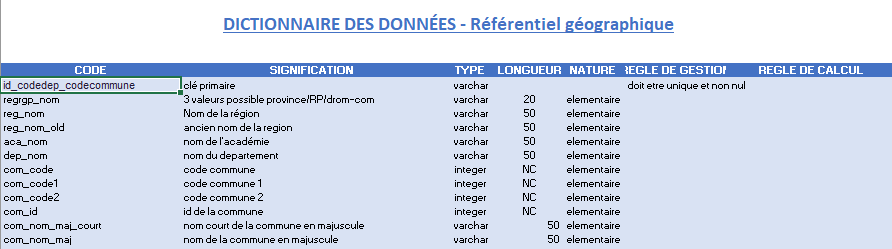 DICTIONNAIRE DES DONNÉES - Référentiel géographique
CODE SIGNIFICATION TYPE LONGUEUR NATURE REGLE DE GESTION REGLE DE CALCUL
id_codedep_codecommune clé primaire varchar doit etre unique et non nul
regrgp_nom 3 valeurs possible province/RP/drom-com varchar 20 elementaire
reg_nom Nom de la région varchar 50 elementaire
reg_nom_old ancien nom de la region varchar 50 elementaire
aca_nom nom de l'académie varchar 50 elementaire
dep_nom nom du departement varchar 50 elementaire
com_code code commune integer NC elementaire
com_code1 code commune 1 integer NC elementaire
com_code2 code commune 2 integer NC elementaire
com_id id de la commune integer NC elementaire
com_nom_maj_court nom court de la commune en majuscule varchar 50 elementaire
com_nom_maj nom de la commune en majuscule varchar 50 elementaire